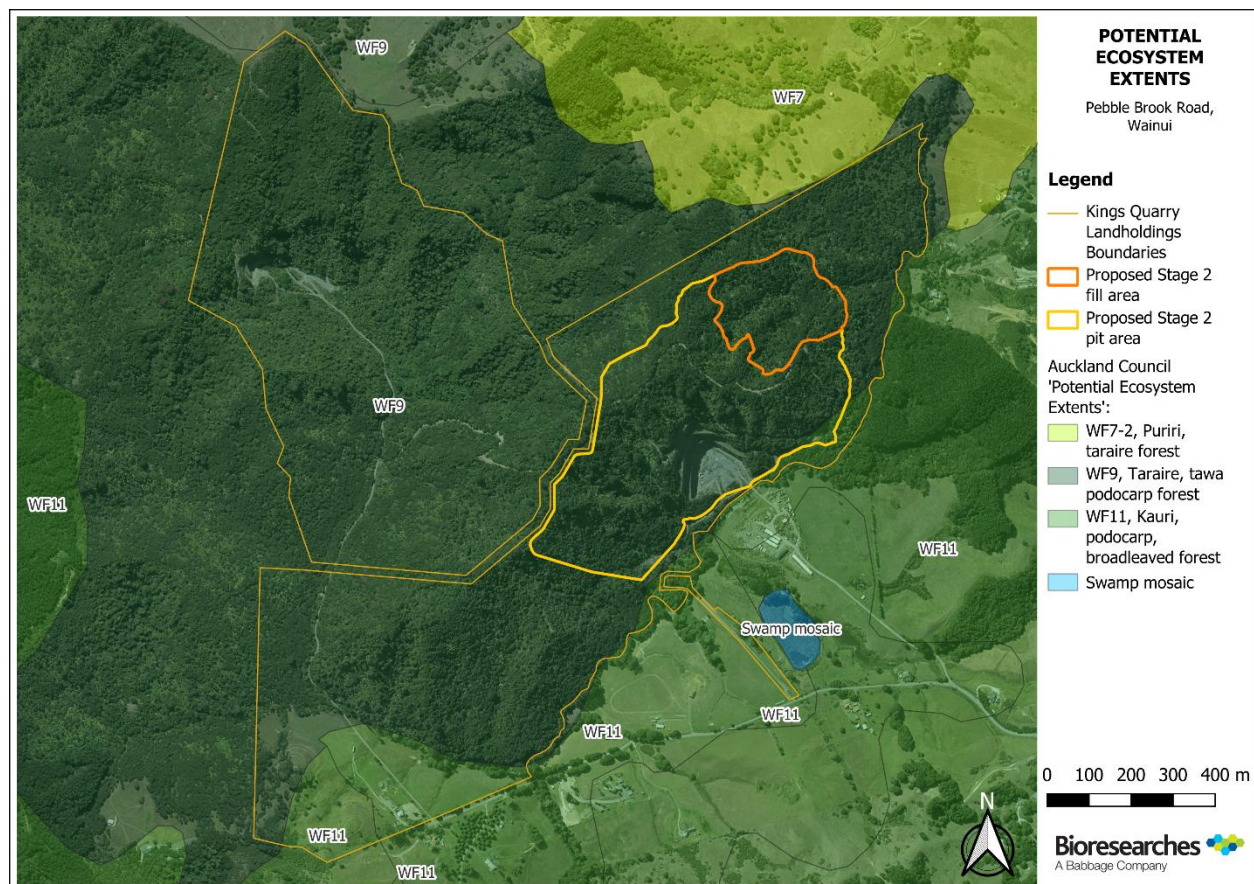 POTENTIAL
ECOSYSTEM
EXTENTS
Pebble Brook Road,
Wainui
Legend
Kings Quarry
Landholdings
Boundaries
Proposed Stage 2
fill area
Proposed Stage 2
pit area
Auckland Council
'Potential Ecosystem
Extents':
WF7-2, Puriri,
taraire forest
WF9, Taraire, tawa
podocarp forest
WF11, Kauri,
podocarp,
broadleaved forest
Swamp mosaic
WF9
WF7
WF9
WF11
WF11
Swamp mosaic
WF11
WF11
WF11
WF11
0 100 200 300 400 m
N
Bioresearches
A Babbage Company